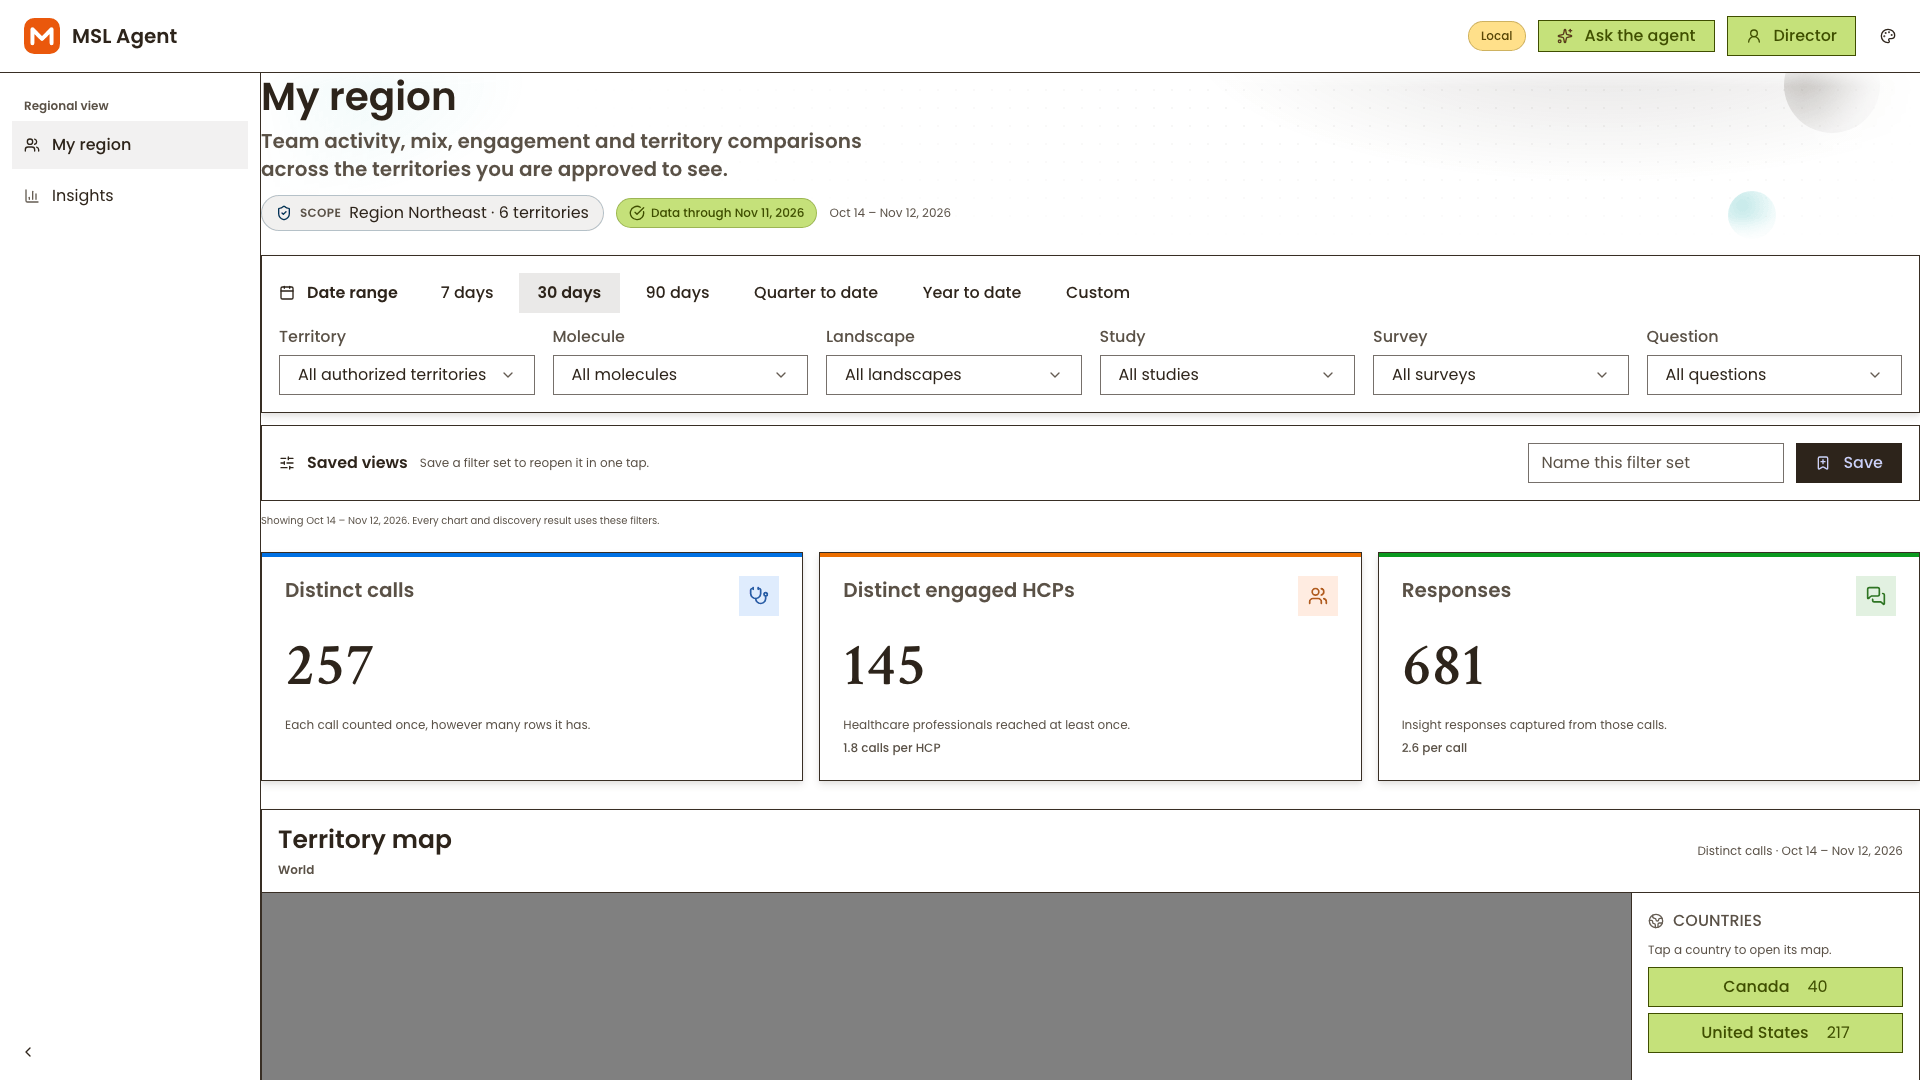 MSL Agent
Local
Ask the agent
Director
Regional view
My region
Insights
My region
Team activity, mix, engagement and territory comparisons
across the territories you are approved to see.
SCOPE Region Northeast · 6 territories
Data through Nov 11, 2026
Oct 14 – Nov 12, 2026
Date range
7 days
30 days
90 days
Quarter to date
Year to date
Custom
Territory
Molecule
Landscape
Study
Survey
Question
All authorized territories
All molecules
All landscapes
All studies
All surveys
All questions
Saved views
Save a filter set to reopen it in one tap.
Name this filter set
Save
Showing Oct 14 – Nov 12, 2026. Every chart and discovery result uses these filters.
Distinct calls
257
Each call counted once, however many rows it has.
Distinct engaged HCPs
145
Healthcare professionals reached at least once.
1.8 calls per HCP
Responses
681
Insight responses captured from those calls.
2.6 per call
Territory map
World
Distinct calls · Oct 14 – Nov 12, 2026
COUNTRIES
Tap a country to open its map.
Canada 40
United States 217